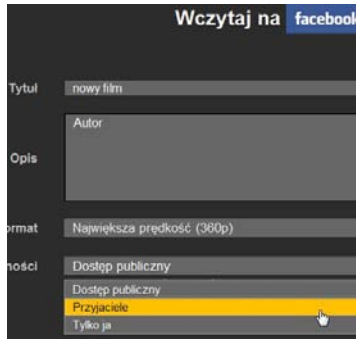 Wczytaj na facebook
Tytuł nowy film
Autor
Opis
ormat Największa prędkość (360p)
ności Dostęp publiczny
Dostęp publiczny
Przyjaciele
Tylko ja